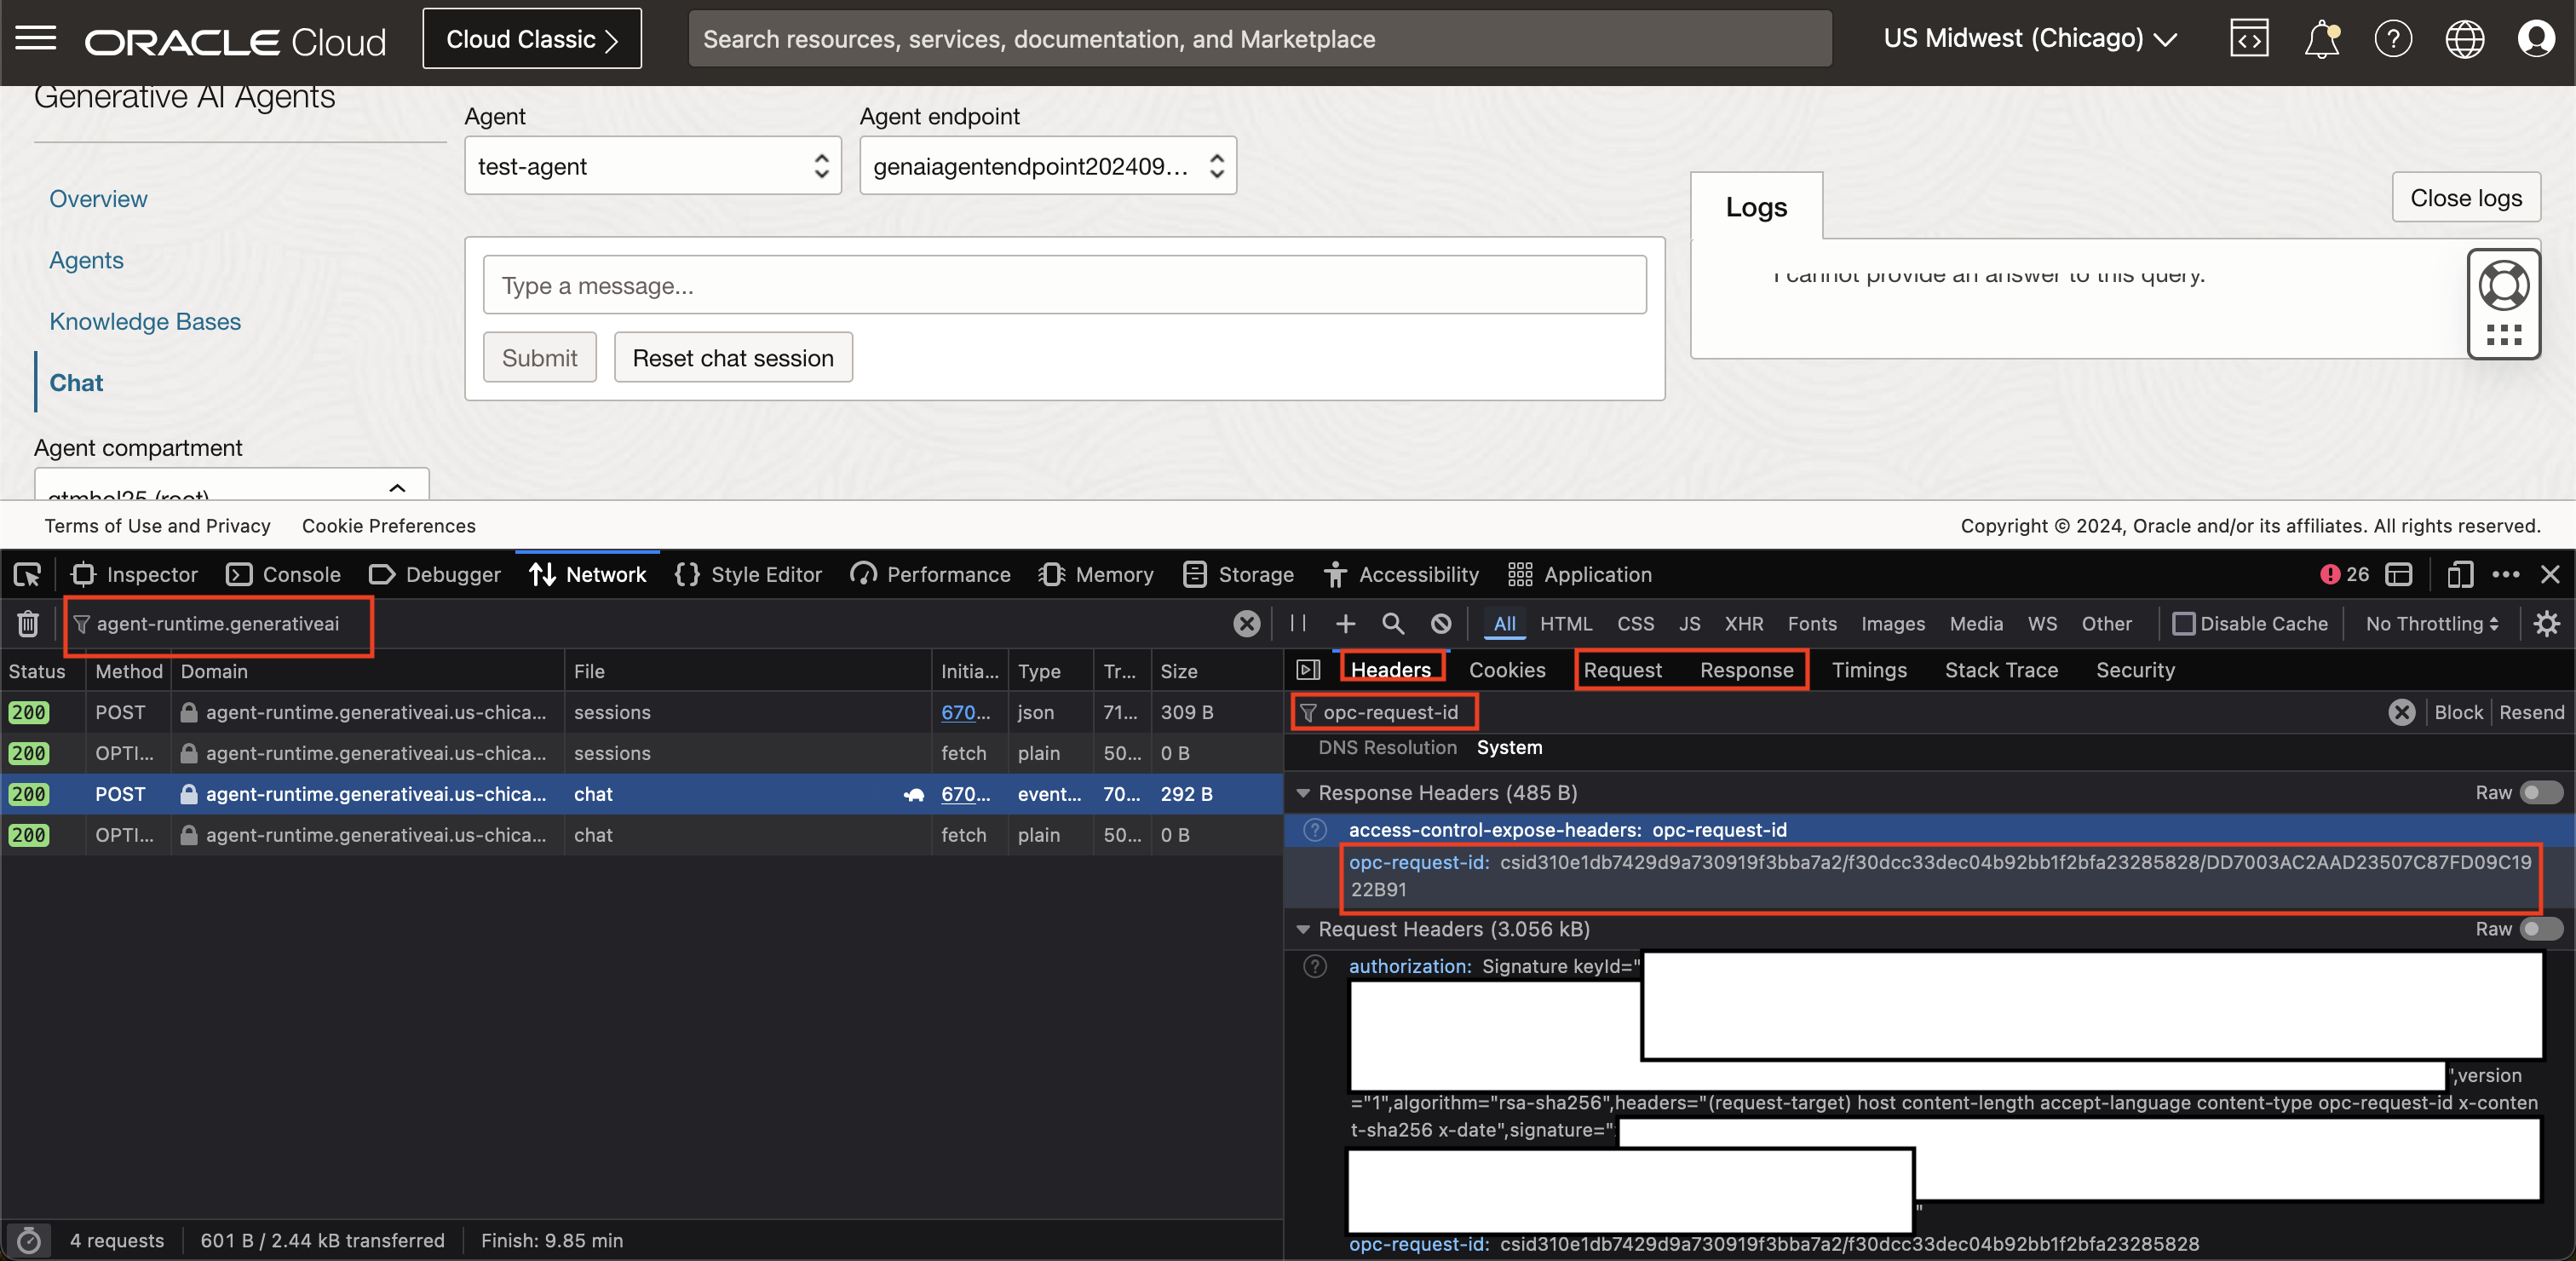 ORACLE Cloud
Cloud Classic
Search resources, services, documentation, and Marketplace
US Midwest (Chicago)
Generative AI Agents
Overview
Agents
Knowledge Bases
Chat
Agent compartment
Agent
test-agent
Agent endpoint
genaiagentendpoint202409...
Type a message...
Submit
Reset chat session
Logs
Close logs
I cannot provide an answer to this query.
Terms of Use and Privacy
Cookie Preferences
Copyright © 2024, Oracle and/or its affiliates. All rights reserved.
Inspector Console Debugger Network Style Editor Performance Memory Storage Accessibility Application 26
agent-runtime.generativeai
All HTML CSS JS XHR Fonts Images Media WS Other Disable Cache No Throttling
Status Method Domain File Initia... Type Tr... Size
200 POST agent-runtime.generativeai.us-chica... sessions 670... json 71... 309 B
200 OPTI... agent-runtime.generativeai.us-chica... sessions fetch plain 50... 0 B
200 POST agent-runtime.generativeai.us-chica... chat 670... event... 70... 292 B
200 OPTI... agent-runtime.generativeai.us-chica... chat fetch plain 50... 0 B
4 requests 601 B / 2.44 kB transferred Finish: 9.85 min
Headers Cookies Request Response Timings Stack Trace Security
opc-request-id
Block Resend
DNS Resolution System
Response Headers (485 B) Raw
access-control-expose-headers: opc-request-id
opc-request-id: csid310e1db7429d9a730919f3bba7a2/f30dcc33dec04b92bb1f2bfa23285828/DD7003AC2AAD23507C87FD09C19
22B91
Request Headers (3.056 kB) Raw
authorization: Signature keyId="
",version
="1",algorithm="rsa-sha256",headers="(request-target) host content-length accept-language content-type opc-request-id x-conten
t-sha256 x-date",signature="
"
opc-request-id: csid310e1db7429d9a730919f3bba7a2/f30dcc33dec04b92bb1f2bfa23285828